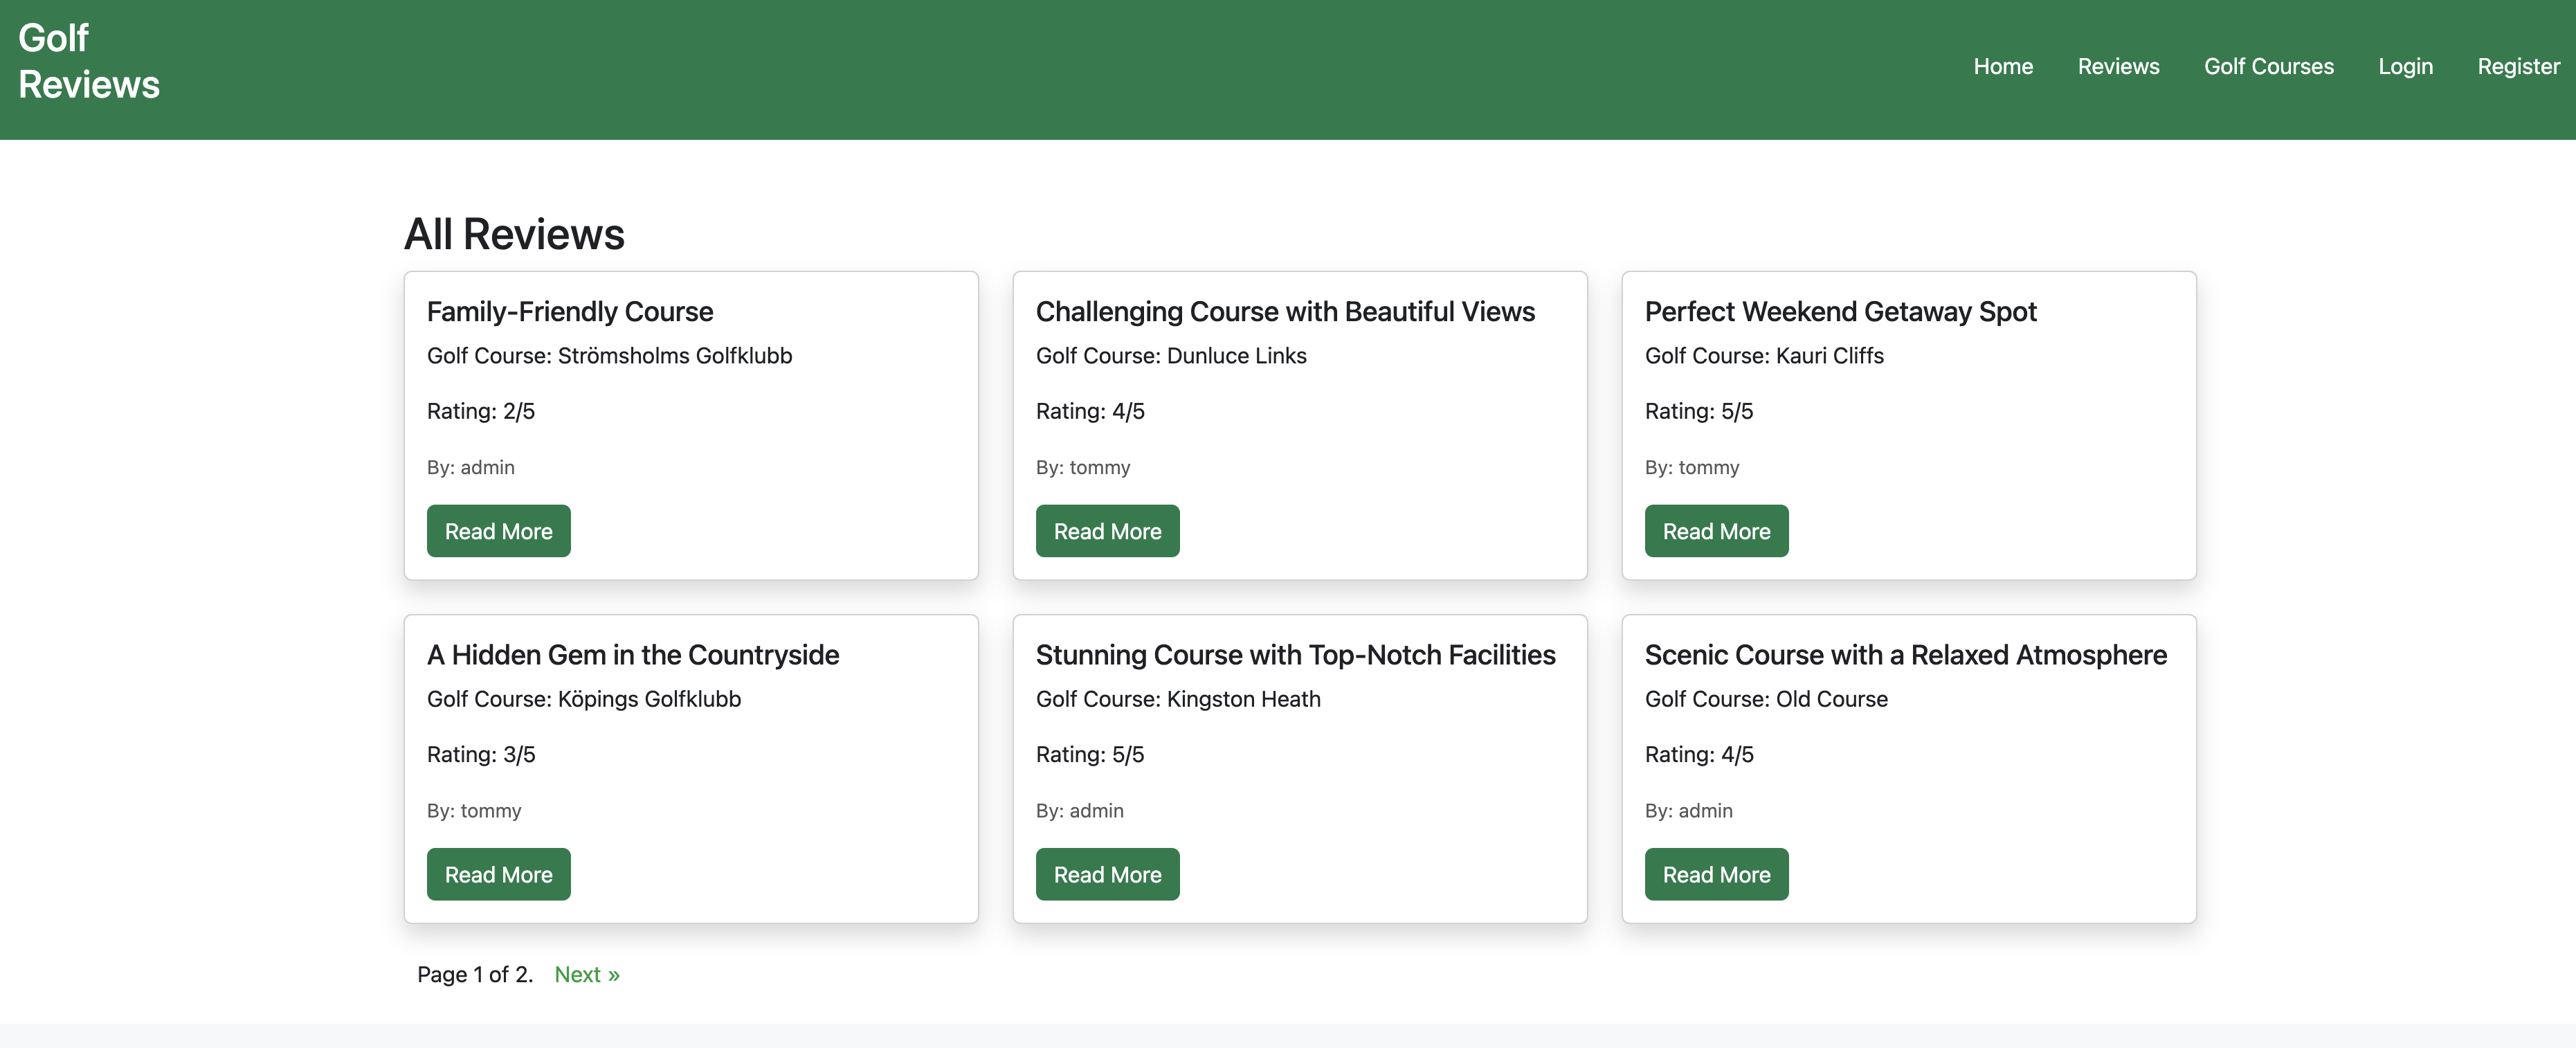 Golf
Reviews
Home Reviews Golf Courses Login Register
All Reviews
Family-Friendly Course
Golf Course: Strömsholms Golfklubb
Rating: 2/5
By: admin
Read More
Challenging Course with Beautiful Views
Golf Course: Dunluce Links
Rating: 4/5
By: tommy
Read More
Perfect Weekend Getaway Spot
Golf Course: Kauri Cliffs
Rating: 5/5
By: tommy
Read More
A Hidden Gem in the Countryside
Golf Course: Köpings Golfklubb
Rating: 3/5
By: tommy
Read More
Stunning Course with Top-Notch Facilities
Golf Course: Kingston Heath
Rating: 5/5
By: admin
Read More
Scenic Course with a Relaxed Atmosphere
Golf Course: Old Course
Rating: 4/5
By: admin
Read More
Page 1 of 2. Next »